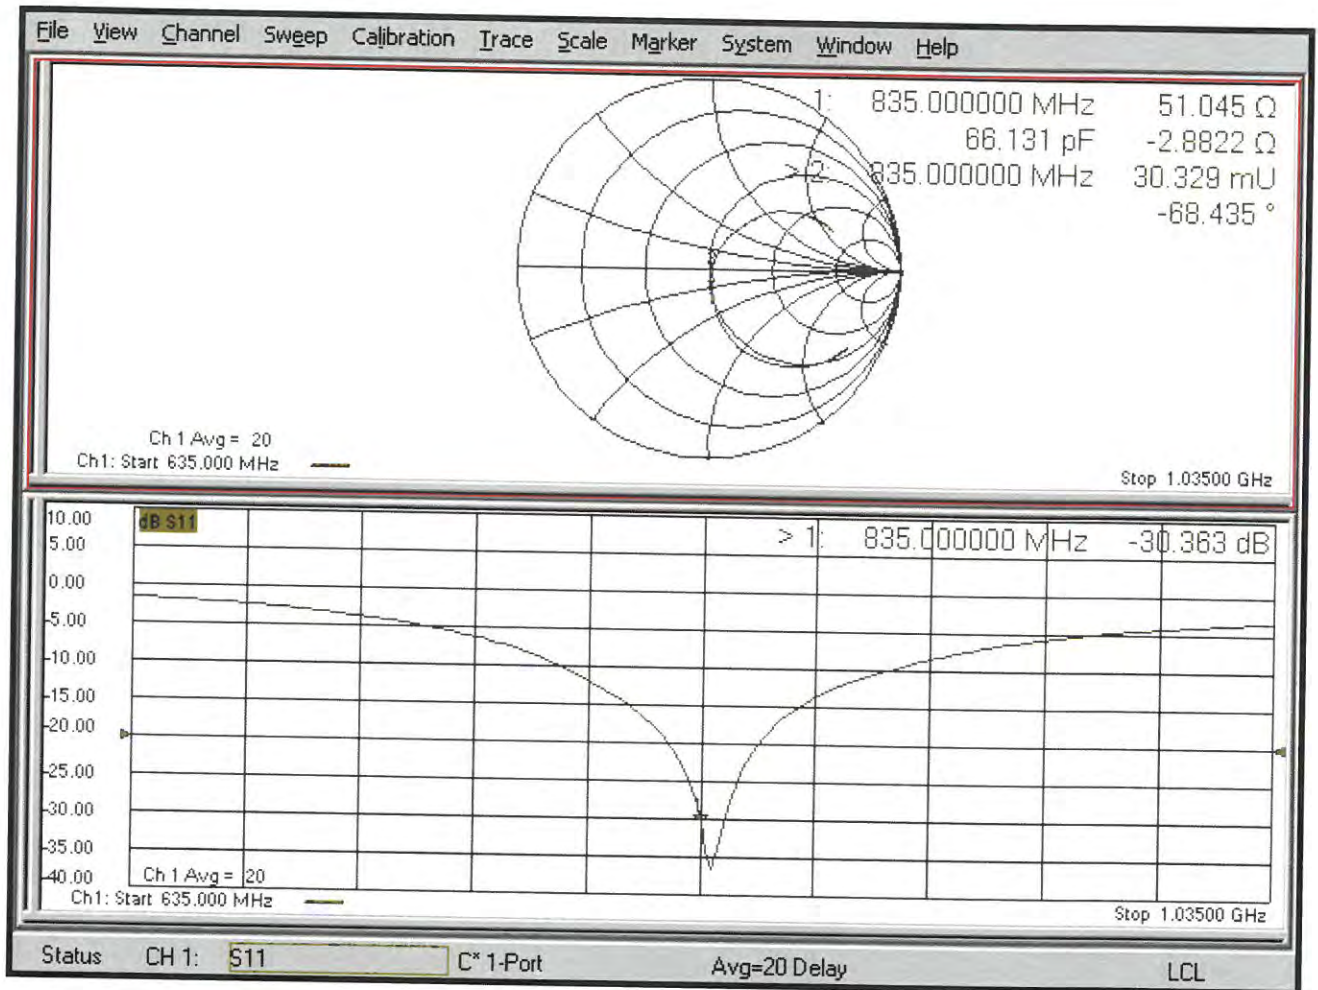 File View Channel Sweep Calibration Trace Scale Marker System Window Help
1: 835.000000 MHz 51.045 Ω
66.131 pF -2.8822 Ω
> 2: 835.000000 MHz 30.329 mU
-68.435 °
Ch 1 Avg = 20
Ch1: Start 635.000 MHz
Stop 1.03500 GHz
10.00
dB S11
> 1: 835.000000 MHz -30.363 dB
5.00
0.00
-5.00
-10.00
-15.00
-20.00
-25.00
-30.00
-35.00
-40.00
Ch 1 Avg = 20
Ch1: Start 635.000 MHz
Stop 1.03500 GHz
Status CH 1: S11 C* 1-Port Avg=20 Delay LCL